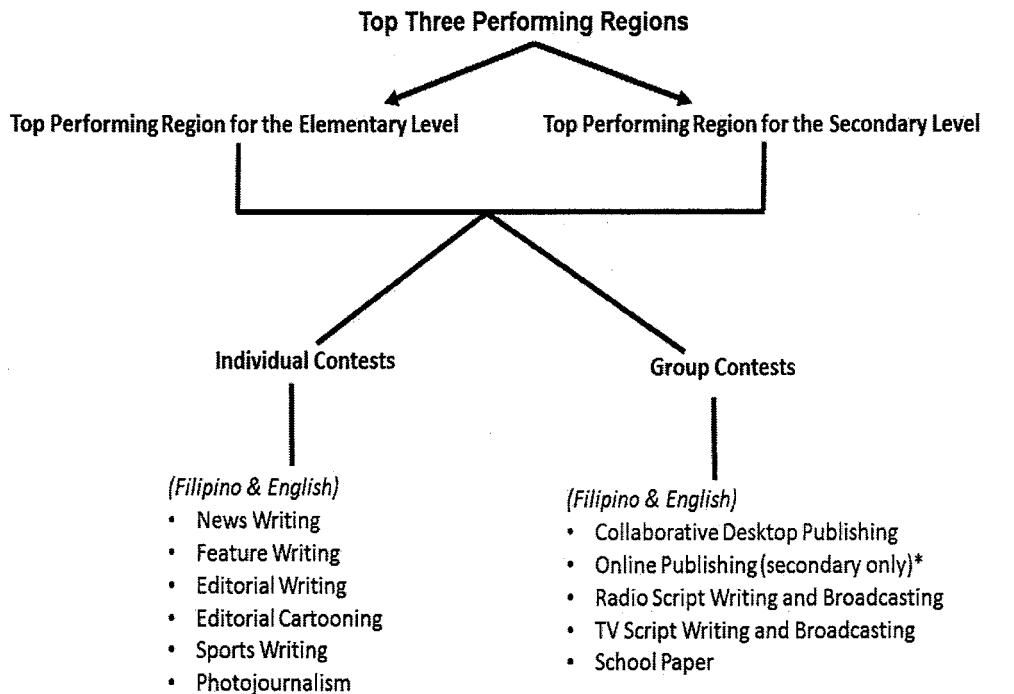 Top Three Performing Regions
Top Performing Region for the Elementary Level
Top Performing Region for the Secondary Level
Individual Contests
(Filipino & English)
• News Writing
• Feature Writing
• Editorial Writing
• Editorial Cartooning
• Sports Writing
• Photojournalism
Group Contests
(Filipino & English)
• Collaborative Desktop Publishing
• Online Publishing (secondary only)*
• Radio Script Writing and Broadcasting
• TV Script Writing and Broadcasting
• School Paper